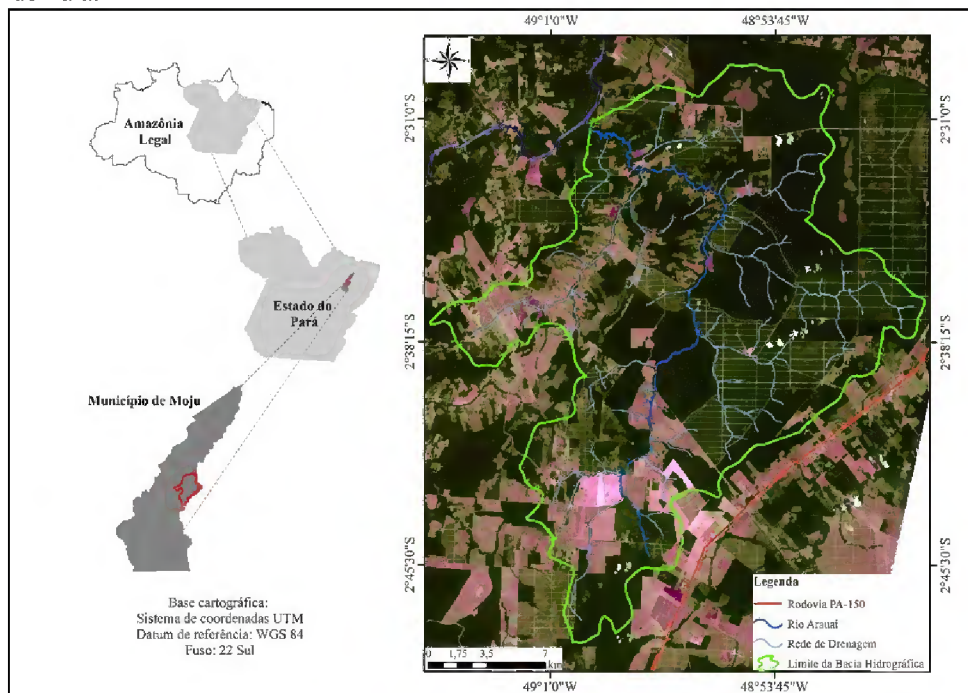 49°1'0"W
48°53'45"W
Amazônia
Legal
Estado do
Pará
Município de Moju
Base cartográfica:
Sistema de coordenadas UTM
Datum de referência: WGS 84
Fuso: 22 Sul
2°31'0"S
2°38'15"S
2°45'30"S
2°31'0"S
2°38'15"S
2°45'30"S
Legenda
Rodovia PA-150
Rio Arauaí
Rede de Drenagem
Limite da Bacia Hidrográfica
0 1,75 3,5 7
km
49°1'0"W
48°53'45"W